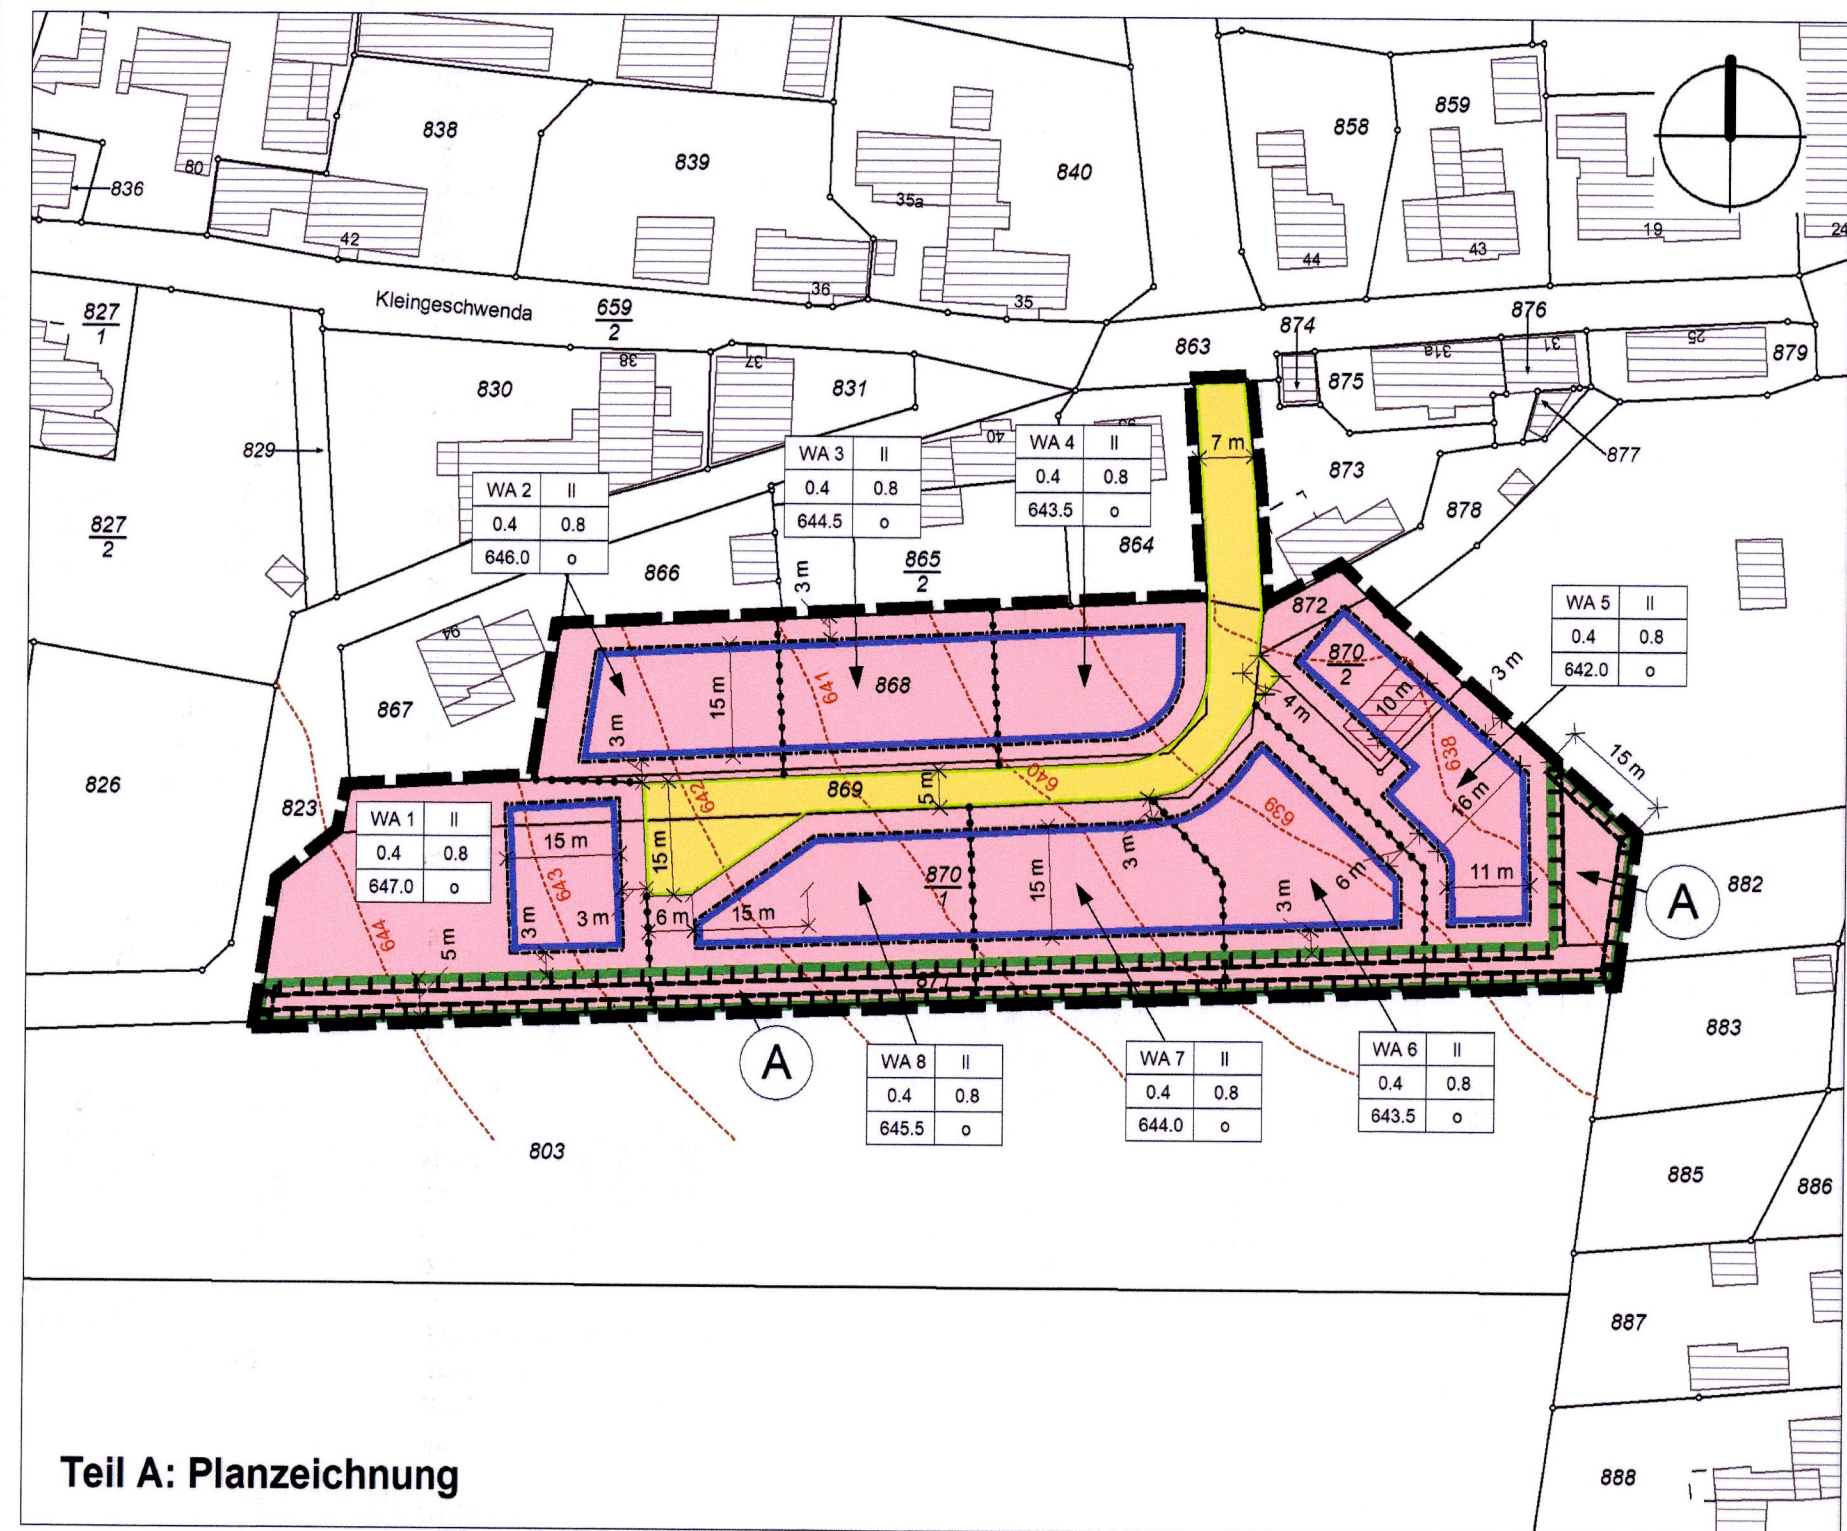 838
839
840
858
859
80
836
42
35a
36
35
44
43
19
24
827
1
Kleingeschwenda
659
2
863
874
876
830
38
37
831
875
31a
31
25
879
829
40
WA 4 II
0.4 0.8
643.5 o
WA 3 II
0.4 0.8
644.5 o
WA 2 II
0.4 0.8
646.0 o
7 m
873
877
878
827
2
866
865
2
864
3 m
872
WA 5 II
0.4 0.8
642.0 o
94
867
868
641
15 m
3 m
870
2
10 m
3 m
4 m
638
15 m
826
823
642
869
5 m
640
639
16 m
WA 1 II
0.4 0.8
647.0 o
15 m
643
3 m
3 m
15 m
6 m
15 m
870
1
15 m
3 m
6 m
3 m
11 m
A
882
644
5 m
883
A
WA 8 II
0.4 0.8
645.5 o
WA 7 II
0.4 0.8
644.0 o
WA 6 II
0.4 0.8
643.5 o
803
885
886
887
888
Teil A: Planzeichnung